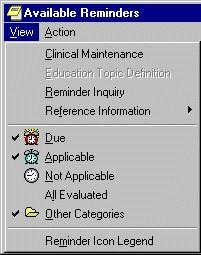 Available Reminders
View Action
Clinical Maintenance
Education Topic Definition
Reminder Inquiry
Reference Information
Due
Applicable
Not Applicable
All Evaluated
Other Categories
Reminder Icon Legend